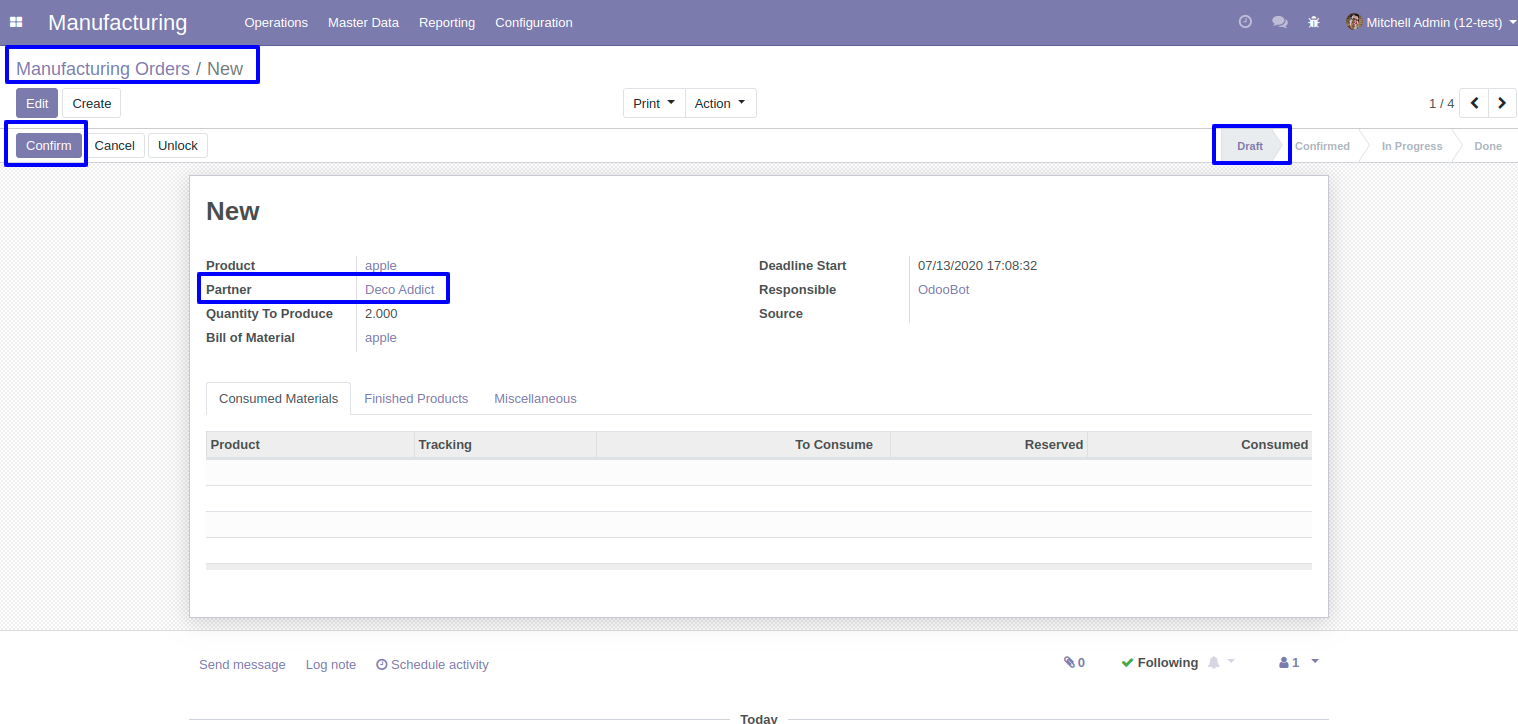 Manufacturing Operations Master Data Reporting Configuration Mitchell Admin (12-test)
Manufacturing Orders / New
Edit Create Print Action 1 / 4
Confirm Cancel Unlock Draft Confirmed In Progress Done
New
Product apple Deadline Start 07/13/2020 17:08:32
Partner Deco Addict Responsible OdooBot
Quantity To Produce 2.000 Source
Bill of Material apple
Consumed Materials Finished Products Miscellaneous
Product Tracking To Consume Reserved Consumed
Send message Log note Schedule activity 0 Following 1
Today